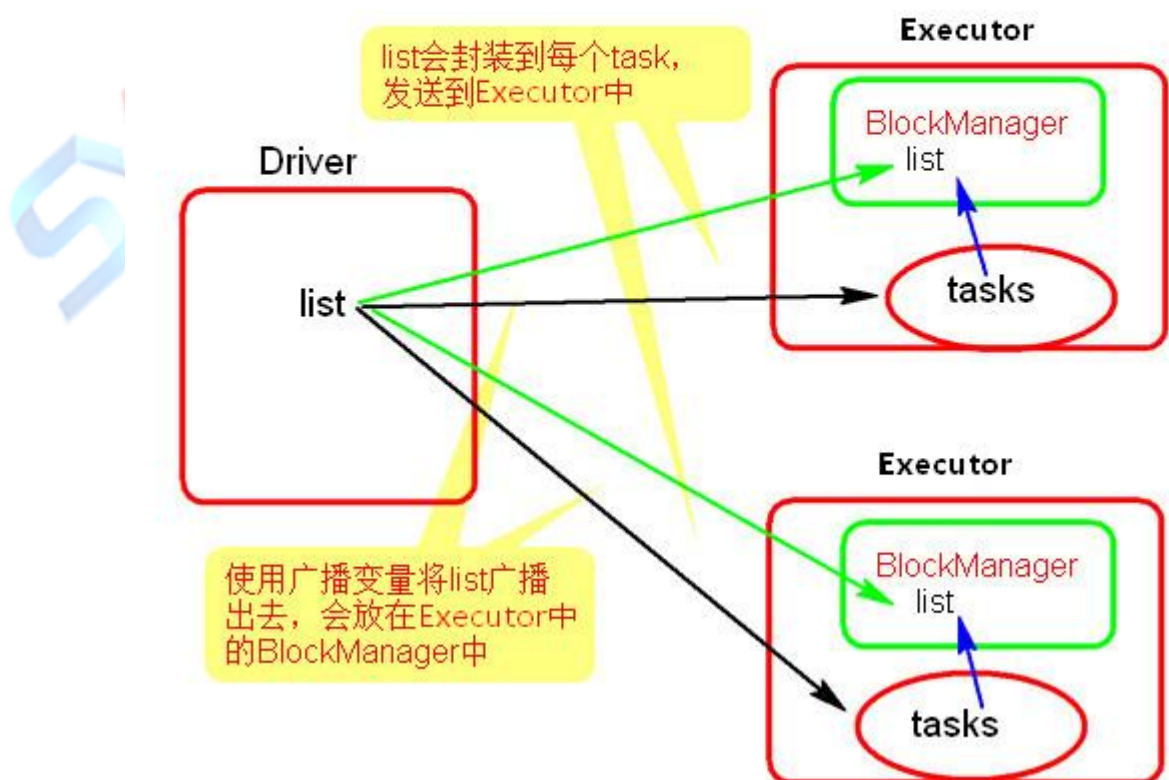 list会封装到每个task，
发送到Executor中
Executor
BlockManager
list
tasks
Driver
list
Executor
BlockManager
list
tasks
使用广播变量将list广播
出去，会放在Executor中
的BlockManager中